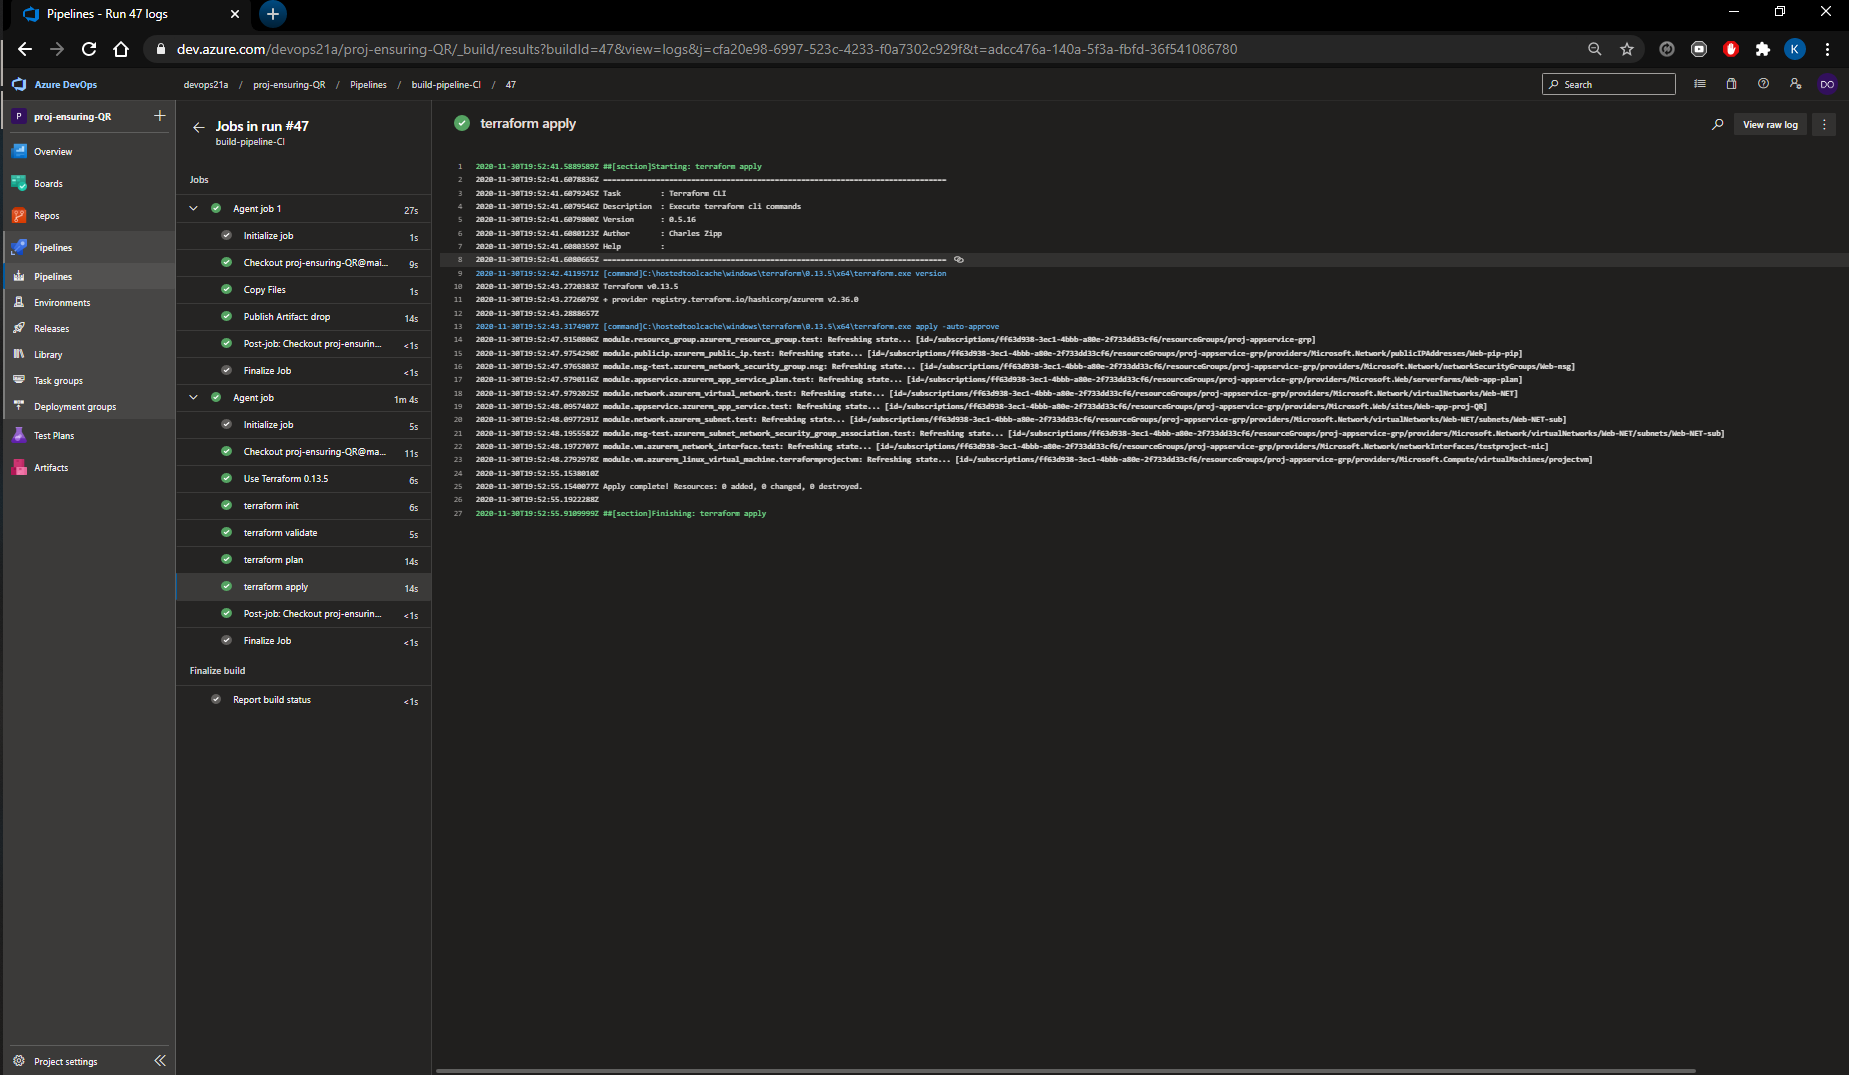 Pipelines - Run 47 logs
dev.azure.com/devops21a/proj-ensuring-QR/_build/results?buildId=47&view=logs&j=cfa20e98-6997-523c-4233-f0a7302c929f&t=adcc476a-140a-5f3a-fbfd-36f541086780
K
Azure DevOps
devops21a / proj-ensuring-QR / Pipelines / build-pipeline-CI / 47
Search
DO
P proj-ensuring-QR
Overview
Boards
Repos
Pipelines
Pipelines
Environments
Releases
Library
Task groups
Deployment groups
Test Plans
Artifacts
Project settings
Jobs in run #47
build-pipeline-CI
Jobs
Agent job 1 27s
Initialize job 1s
Checkout proj-ensuring-QR@mai... 9s
Copy Files 1s
Publish Artifact: drop 14s
Post-job: Checkout proj-ensurin... <1s
Finalize Job <1s
Agent job 1m 4s
Initialize job 5s
Checkout proj-ensuring-QR@ma... 11s
Use Terraform 0.13.5 6s
terraform init 6s
terraform validate 5s
terraform plan 14s
terraform apply 14s
Post-job: Checkout proj-ensurin... <1s
Finalize Job <1s
Finalize build
Report build status <1s
terraform apply
View raw log
1 2020-11-30T19:52:41.5889589Z ##[section]Starting: terraform apply
2 2020-11-30T19:52:41.6078836Z ==============================================================================
3 2020-11-30T19:52:41.6079245Z Task : Terraform CLI
4 2020-11-30T19:52:41.6079546Z Description : Execute terraform cli commands
5 2020-11-30T19:52:41.6079800Z Version : 0.5.16
6 2020-11-30T19:52:41.6080123Z Author : Charles Zipp
7 2020-11-30T19:52:41.6080359Z Help :
8 2020-11-30T19:52:41.6080665Z ==============================================================================
9 2020-11-30T19:52:42.4119571Z [command]C:\hostedtoolcache\windows\terraform\0.13.5\x64\terraform.exe version
10 2020-11-30T19:52:43.2720383Z Terraform v0.13.5
11 2020-11-30T19:52:43.2726079Z + provider registry.terraform.io/hashicorp/azurerm v2.36.0
12 2020-11-30T19:52:43.2888657Z
13 2020-11-30T19:52:43.3174907Z [command]C:\hostedtoolcache\windows\terraform\0.13.5\x64\terraform.exe apply -auto-approve
14 2020-11-30T19:52:47.9150806Z module.resource_group.azurerm_resource_group.test: Refreshing state... [id=/subscriptions/ff63d938-3ec1-4bbb-a80e-2f733dd33cf6/resourceGroups/proj-appservice-grp]
15 2020-11-30T19:52:47.9754290Z module.publicip.azurerm_public_ip.test: Refreshing state... [id=/subscriptions/ff63d938-3ec1-4bbb-a80e-2f733dd33cf6/resourceGroups/proj-appservice-grp/providers/Microsoft.Network/publicIPAddresses/Web-pip-pip]
16 2020-11-30T19:52:47.9765803Z module.nsg-test.azurerm_network_security_group.nsg: Refreshing state... [id=/subscriptions/ff63d938-3ec1-4bbb-a80e-2f733dd33cf6/resourceGroups/proj-appservice-grp/providers/Microsoft.Network/networkSecurityGroups/Web-nsg]
17 2020-11-30T19:52:47.9790116Z module.appservice.azurerm_app_service_plan.test: Refreshing state... [id=/subscriptions/ff63d938-3ec1-4bbb-a80e-2f733dd33cf6/resourceGroups/proj-appservice-grp/providers/Microsoft.Web/serverfarms/Web-app-plan]
18 2020-11-30T19:52:47.9792025Z module.network.azurerm_virtual_network.test: Refreshing state... [id=/subscriptions/ff63d938-3ec1-4bbb-a80e-2f733dd33cf6/resourceGroups/proj-appservice-grp/providers/Microsoft.Network/virtualNetworks/Web-NET]
19 2020-11-30T19:52:48.0957402Z module.appservice.azurerm_app_service.test: Refreshing state... [id=/subscriptions/ff63d938-3ec1-4bbb-a80e-2f733dd33cf6/resourceGroups/proj-appservice-grp/providers/Microsoft.Web/sites/Web-app-proj-QR]
20 2020-11-30T19:52:48.0977291Z module.network.azurerm_subnet.test: Refreshing state... [id=/subscriptions/ff63d938-3ec1-4bbb-a80e-2f733dd33cf6/resourceGroups/proj-appservice-grp/providers/Microsoft.Network/virtualNetworks/Web-NET/subnets/Web-NET-sub]
21 2020-11-30T19:52:48.1955582Z module.nsg-test.azurerm_subnet_network_security_group_association.test: Refreshing state... [id=/subscriptions/ff63d938-3ec1-4bbb-a80e-2f733dd33cf6/resourceGroups/proj-appservice-grp/providers/Microsoft.Network/virtualNetworks/Web-NET/subnets/Web-NET-sub]
22 2020-11-30T19:52:48.1972707Z module.vm.azurerm_network_interface.test: Refreshing state... [id=/subscriptions/ff63d938-3ec1-4bbb-a80e-2f733dd33cf6/resourceGroups/proj-appservice-grp/providers/Microsoft.Network/networkInterfaces/testproject-nic]
23 2020-11-30T19:52:48.2792978Z module.vm.azurerm_linux_virtual_machine.terraformprojectvm: Refreshing state... [id=/subscriptions/ff63d938-3ec1-4bbb-a80e-2f733dd33cf6/resourceGroups/proj-appservice-grp/providers/Microsoft.Compute/virtualMachines/projectvm]
24 2020-11-30T19:52:55.1538010Z
25 2020-11-30T19:52:55.1540077Z Apply complete! Resources: 0 added, 0 changed, 0 destroyed.
26 2020-11-30T19:52:55.1922288Z
27 2020-11-30T19:52:55.9109999Z ##[section]Finishing: terraform apply